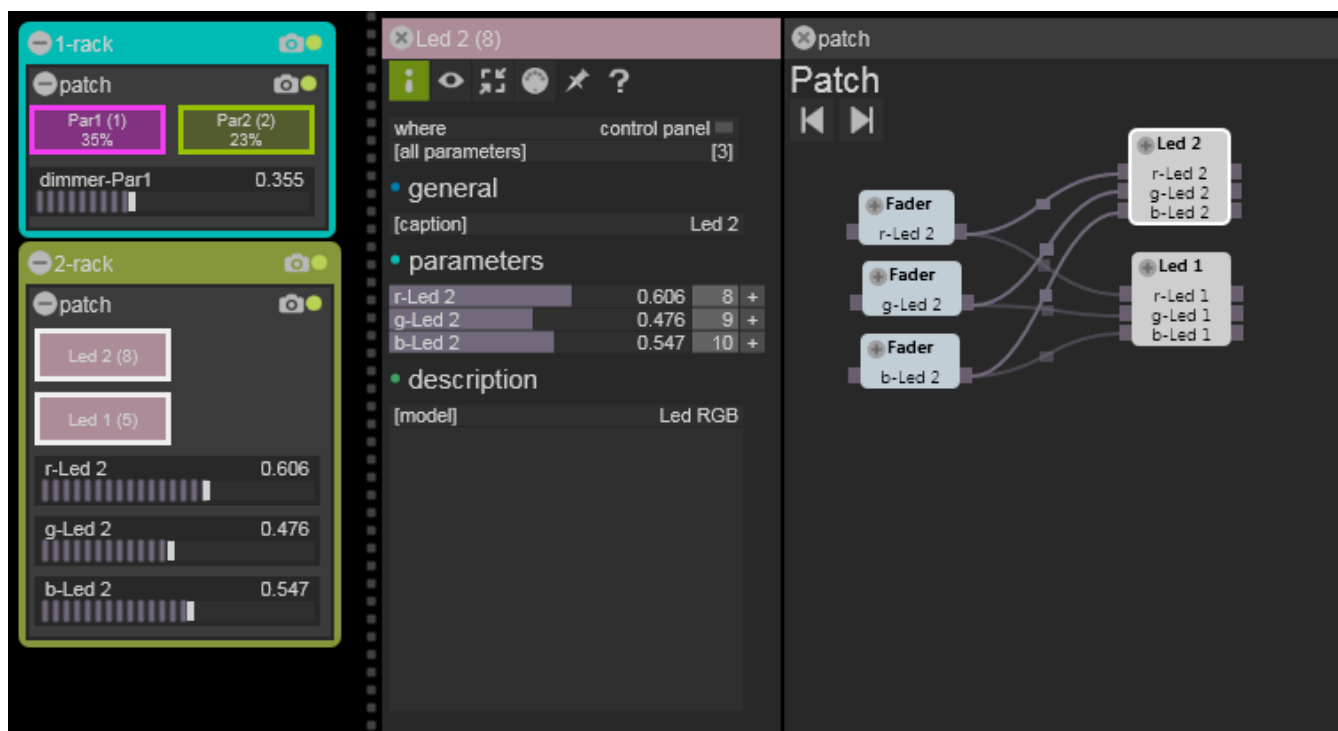 1-rack
patch
Par1 (1)
35%
Par2 (2)
23%
dimmer-Par1 0.355
2-rack
patch
Led 2 (8)
Led 1 (5)
r-Led 2 0.606
g-Led 2 0.476
b-Led 2 0.547
Led 2 (8)
i ?
where control panel
[all parameters] [3]
general
[caption] Led 2
parameters
r-Led 2 0.606 8 +
g-Led 2 0.476 9 +
b-Led 2 0.547 10 +
description
[model] Led RGB
patch
Patch
Fader
r-Led 2
Fader
g-Led 2
Fader
b-Led 2
Led 2
r-Led 2
g-Led 2
b-Led 2
Led 1
r-Led 1
g-Led 1
b-Led 1